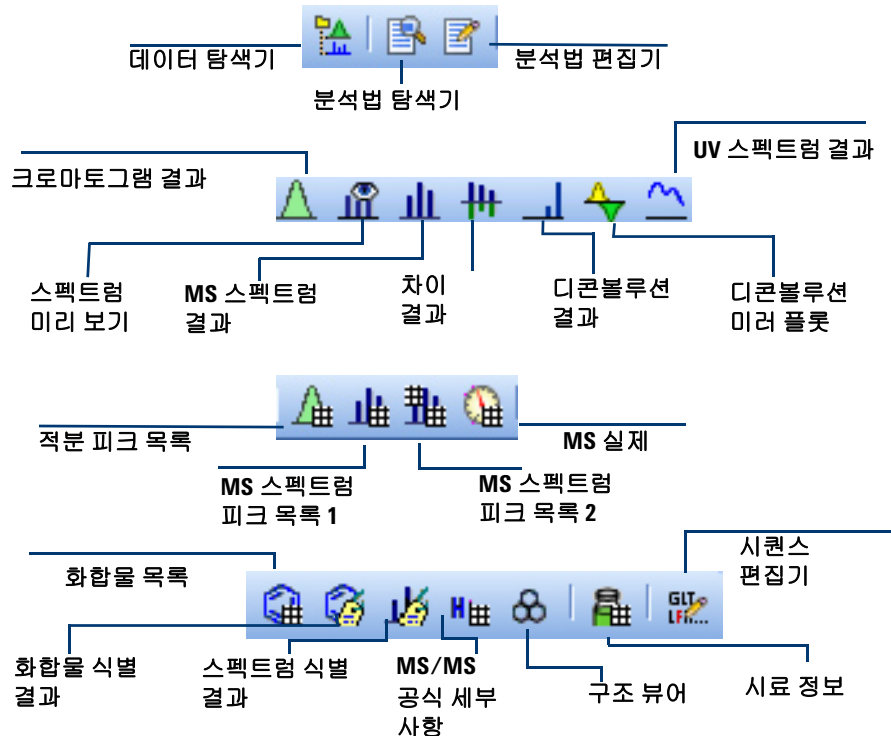 데이터 탐색기
분석법 편집기
분석법 탐색기
UV 스펙트럼 결과
크로마토그램 결과
스펙트럼
미리 보기
MS 스펙트럼
결과
차이
결과
디콘볼루션
결과
디콘볼루션
미러 플롯
적분 피크 목록
MS 실제
MS 스펙트럼
피크 목록 1
MS 스펙트럼
피크 목록 2
시퀀스
편집기
화합물 목록
H
GLT
LFII...
화합물 식별
결과
스펙트럼 식별
결과
MS/MS
공식 세부
사항
구조 뷰어
시료 정보